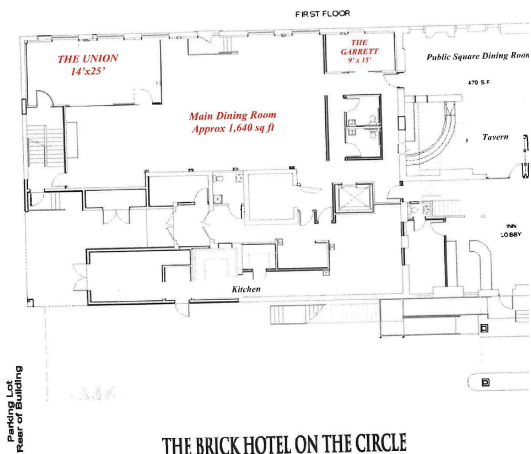 FIRST FLOOR
THE UNION
14'x25'
THE
GARRETT
9' x 15'
Public Square Dining Room
470 S.F.
Main Dining Room
Approx 1,640 sq ft
Tavern
INN
LOBBY
Kitchen
Parking Lot
Rear of Building
THE BRICK HOTEL ON THE CIRCLE